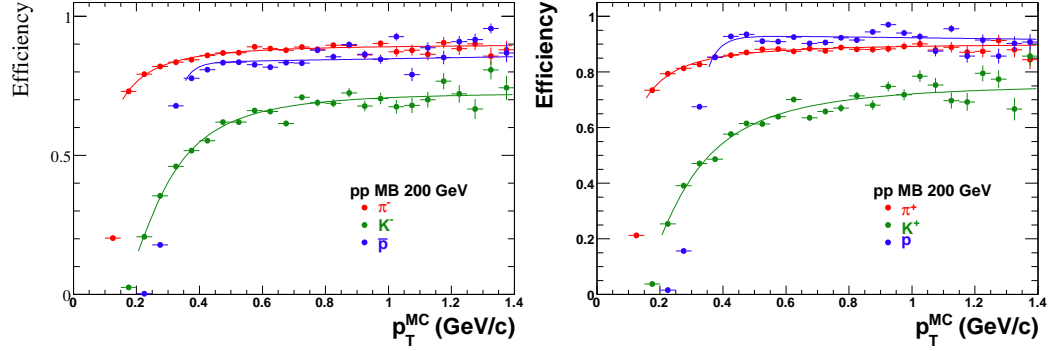 Efficiency
1
0.5
0
pp MB 200 GeV
π⁻
K⁻
p̄
0 0.2 0.4 0.6 0.8 1 1.2 1.4
p_T^MC (GeV/c)
Efficiency
1
0.8
0.6
0.4
0.2
0
pp MB 200 GeV
π⁺
K⁺
p
0 0.2 0.4 0.6 0.8 1 1.2 1.4
p_T^MC (GeV/c)